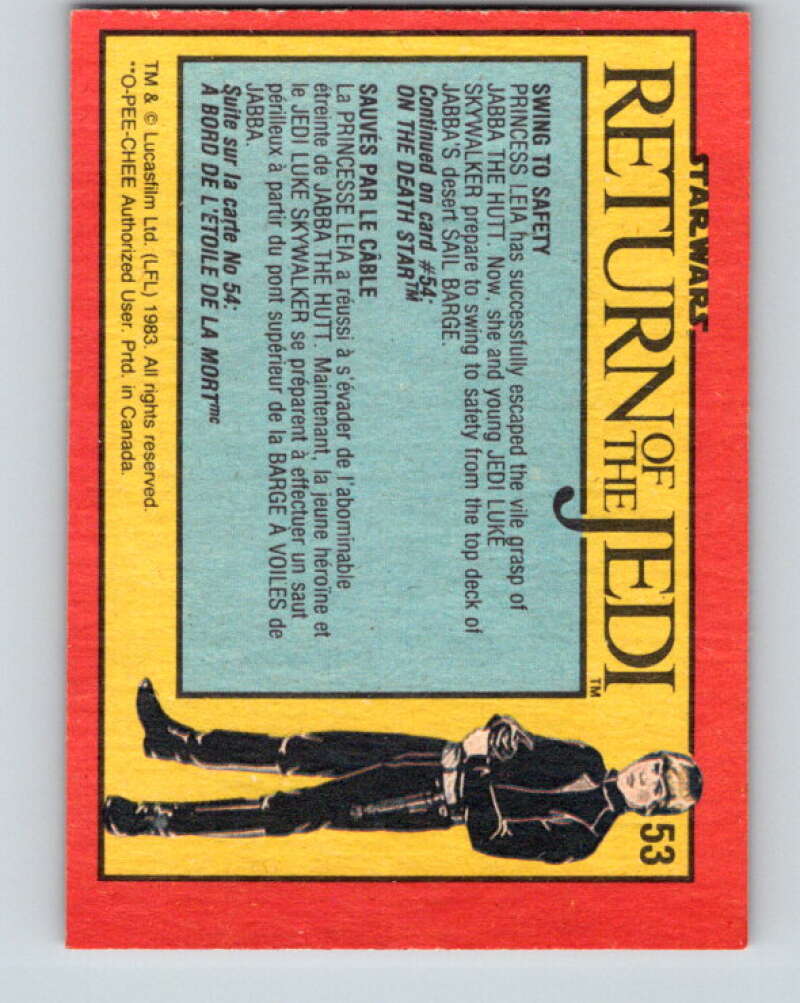 STAR WARS
RETURN OF THE JEDI™
53
SWING TO SAFETY
PRINCESS LEIA has successfully escaped the vile grasp of
JABBA THE HUTT. Now, she and young JEDI LUKE
SKYWALKER prepare to swing to safety from the top deck of
JABBA'S desert SAIL BARGE.
Continued on card #54:
ON THE DEATH STAR™
SAUVÉS PAR LE CÂBLE
La PRINCESSE LEIA a réussi à s'évader de l'abominable
étreinte de JABBA THE HUTT. Maintenant, la jeune héroïne et
le JEDI LUKE SKYWALKER se préparent à effectuer un saut
périlleux à partir du pont supérieur de la BARGE À VOILES de
JABBA.
Suite sur la carte No 54:
À BORD DE L'ÉTOILE DE LA MORTmc
TM & © Lucasfilm Ltd. (LFL) 1983. All rights reserved.
**O-PEE-CHEE Authorized User. Prtd. in Canada.